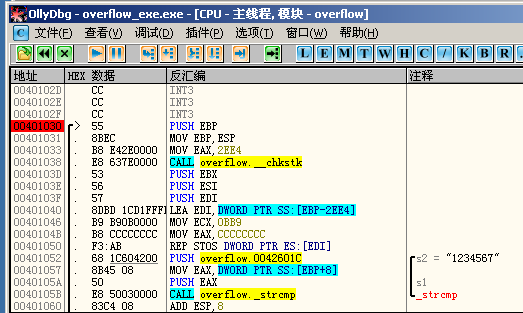 OllyDbg - overflow_exe.exe - [CPU - 主线程, 模块 - overflow]
C 文件(F) 查看(V) 调试(D) 插件(P) 选项(T) 窗口(W) 帮助(H)
L E M T W H C / K B R
地址 HEX 数据 反汇编 注释
0040102D CC INT3
0040102E CC INT3
0040102F CC INT3
00401030 > 55 PUSH EBP
00401031 . 8BEC MOV EBP,ESP
00401033 . B8 E42E0000 MOV EAX,2EE4
00401038 . E8 637E0000 CALL overflow.__chkstk
0040103D . 53 PUSH EBX
0040103E . 56 PUSH ESI
0040103F . 57 PUSH EDI
00401040 . 8DBD 1CD1FFF LEA EDI,DWORD PTR SS:[EBP-2EE4]
00401046 . B9 B90B0000 MOV ECX,0BB9
0040104B . B8 CCCCCCCC MOV EAX,CCCCCCCC
00401050 . F3:AB REP STOS DWORD PTR ES:[EDI]
00401052 . 68 1C604200 PUSH overflow.0042601C s2 = "1234567"
00401057 . 8B45 08 MOV EAX,DWORD PTR SS:[EBP+8]
0040105A . 50 PUSH EAX s1
0040105B . E8 50030000 CALL overflow._strcmp _strcmp
00401060 . 83C4 08 ADD ESP,8